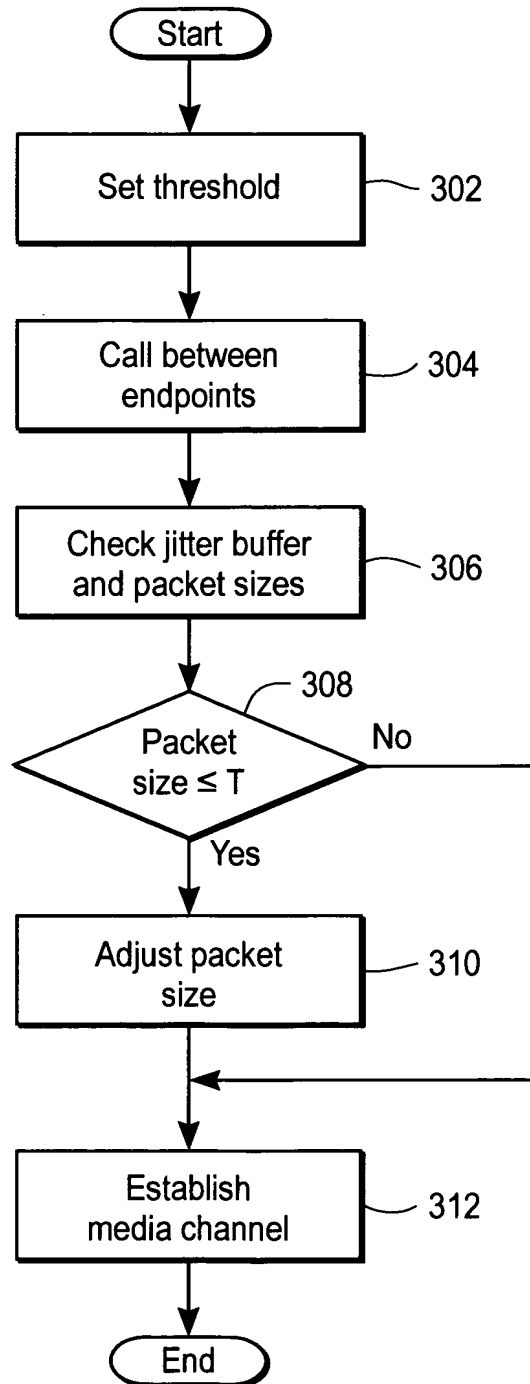 Start
Set threshold
302
Call between
endpoints
304
Check jitter buffer
and packet sizes
306
308
Packet
size ≤ T
No
Yes
Adjust packet
size
310
Establish
media channel
312
End